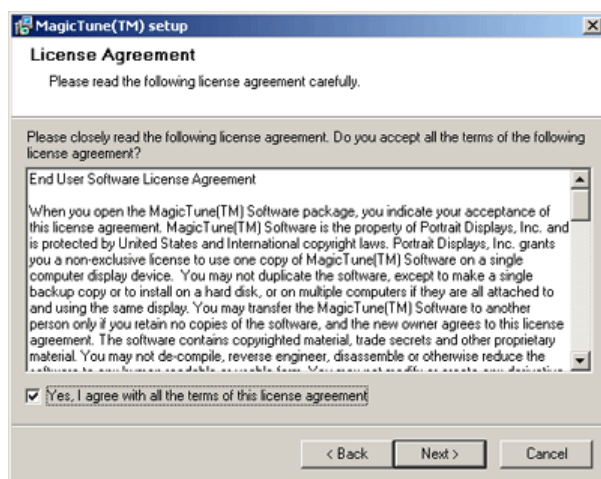 MagicTune(TM) setup
License Agreement
Please read the following license agreement carefully.
Please closely read the following license agreement. Do you accept all the terms of the following
license agreement?
End User Software License Agreement
When you open the MagicTune(TM) Software package, you indicate your acceptance of
this license agreement. MagicTune(TM) Software is the property of Portrait Displays, Inc. and
is protected by United States and International copyright laws. Portrait Displays, Inc. grants
you a non-exclusive license to use one copy of MagicTune(TM) Software on a single
computer display device.  You may not duplicate the software, except to make a single
backup copy or to install on a hard disk, or on multiple computers if they are all attached to
and using the same display. You may transfer the MagicTune(TM) Software to another
person only if you retain no copies of the software, and the new owner agrees to this license
agreement. The software contains copyrighted material, trade secrets and other proprietary
material. You may not de-compile, reverse engineer, disassemble or otherwise reduce the
Yes, I agree with all the terms of this license agreement
< Back
Next >
Cancel